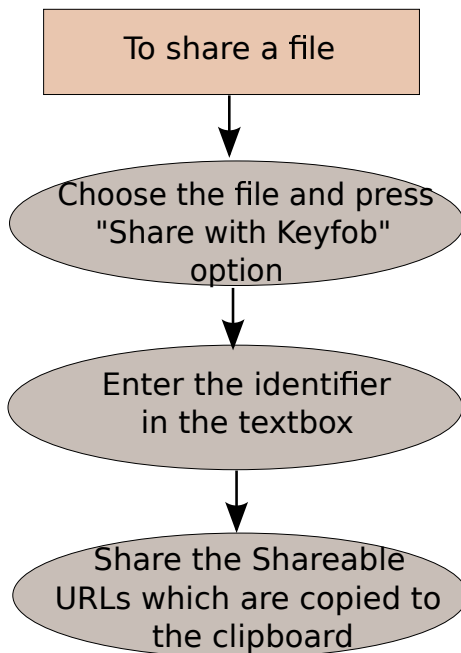 To share a file
Choose the file and press
"Share with Keyfob"
option
Enter the identifier
in the textbox
Share the Shareable
URLs which are copied to
the clipboard